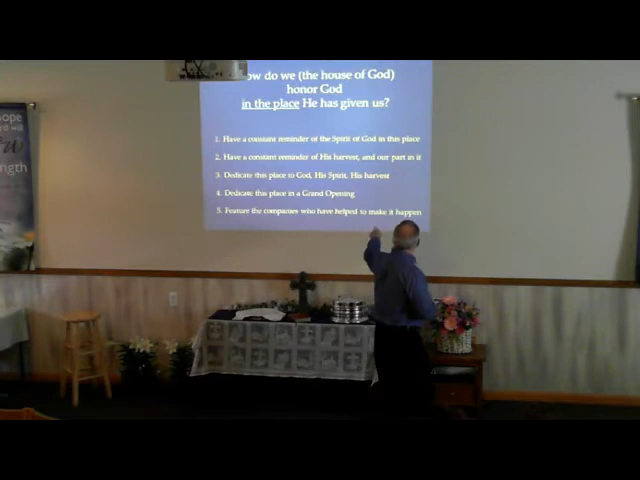 ow do we (the house of God)
honor God
in the place He has given us?
1. Have a constant reminder of the Spirit of God in this place
2. Have a constant reminder of His harvest, and our part in it
3. Dedicate this place to God, His Spirit, His harvest
4. Dedicate this place in a Grand Opening
5. Feature the companies who have helped to make it happen
ope
rd will
w
ngth